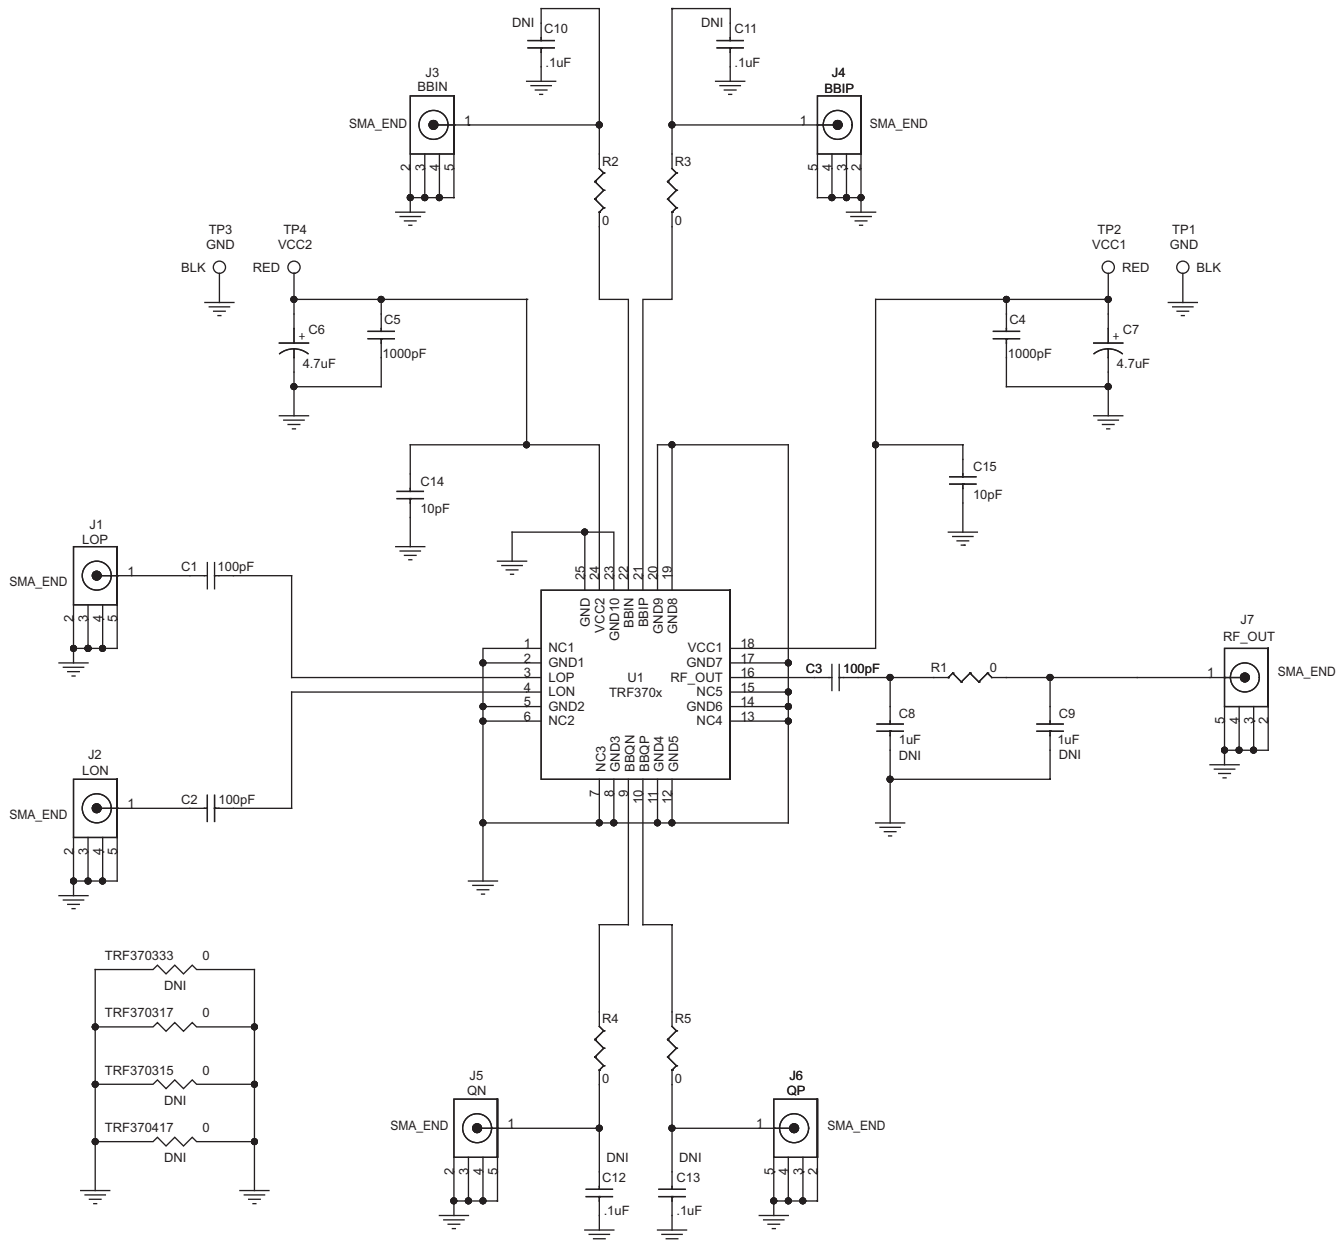 DNI
C10
.1uF
DNI
C11
.1uF
J3
BBIN
SMA_END
1
2
3
4
5
J4
BBIP
1
SMA_END
5
4
3
2
R2
0
R3
0
TP3
GND
BLK
TP4
VCC2
RED
TP2
VCC1
RED
TP1
GND
BLK
+
C6
4.7uF
C5
1000pF
C4
1000pF
+
C7
4.7uF
C14
10pF
C15
10pF
J1
LOP
SMA_END
1
2
3
4
5
C1
100pF
25
24
23
22
21
20
19
GND
VCC2
GND10
BBIN
BBIP
GND9
GND8
1
NC1
2
GND1
3
LOP
4
LON
5
GND2
6
NC2
U1
TRF370x
VCC1
18
GND7
17
RF_OUT
16
NC5
15
GND6
14
NC4
13
NC3
GND3
BBQN
BBQP
GND4
GND5
7
8
9
10
11
12
C3
100pF
R1
0
C8
1uF
DNI
C9
1uF
DNI
J7
RF_OUT
1
SMA_END
5
4
3
2
J2
LON
SMA_END
1
2
3
4
5
C2
100pF
TRF370333
0
DNI
TRF370317
0
TRF370315
0
DNI
TRF370417
0
DNI
R4
0
R5
0
J5
QN
SMA_END
1
2
3
4
5
J6
QP
1
SMA_END
5
4
3
2
DNI
C12
.1uF
DNI
C13
.1uF